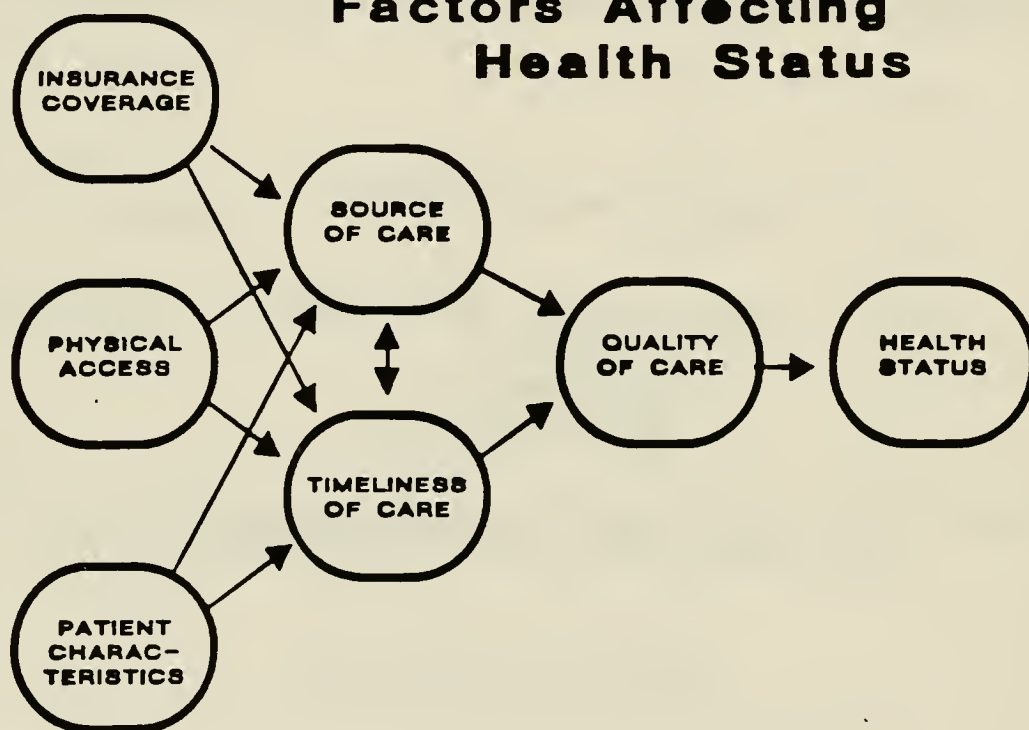 Factors Affecting
Health Status
INSURANCE
COVERAGE
SOURCE
OF CARE
PHYSICAL
ACCESS
QUALITY
OF CARE
HEALTH
STATUS
TIMELINESS
OF CARE
PATIENT
CHARAC-
TERISTICS